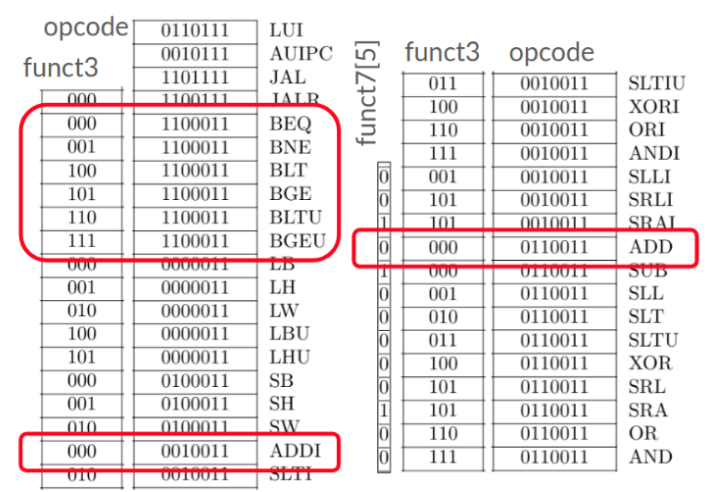 opcode
funct3
0110111 LUI
0010111 AUIPC
1101111 JAL
000 1100111 JALR
000 1100011 BEQ
001 1100011 BNE
100 1100011 BLT
101 1100011 BGE
110 1100011 BLTU
111 1100011 BGEU
000 0000011 LB
001 0000011 LH
010 0000011 LW
100 0000011 LBU
101 0000011 LHU
000 0100011 SB
001 0100011 SH
010 0100011 SW
000 0010011 ADDI
010 0010011 SLTI
funct7[5]
funct3 opcode
011 0010011 SLTIU
100 0010011 XORI
110 0010011 ORI
111 0010011 ANDI
0 001 0010011 SLLI
0 101 0010011 SRLI
1 101 0010011 SRAI
0 000 0110011 ADD
1 000 0110011 SUB
0 001 0110011 SLL
0 010 0110011 SLT
0 011 0110011 SLTU
0 100 0110011 XOR
0 101 0110011 SRL
1 101 0110011 SRA
0 110 0110011 OR
0 111 0110011 AND